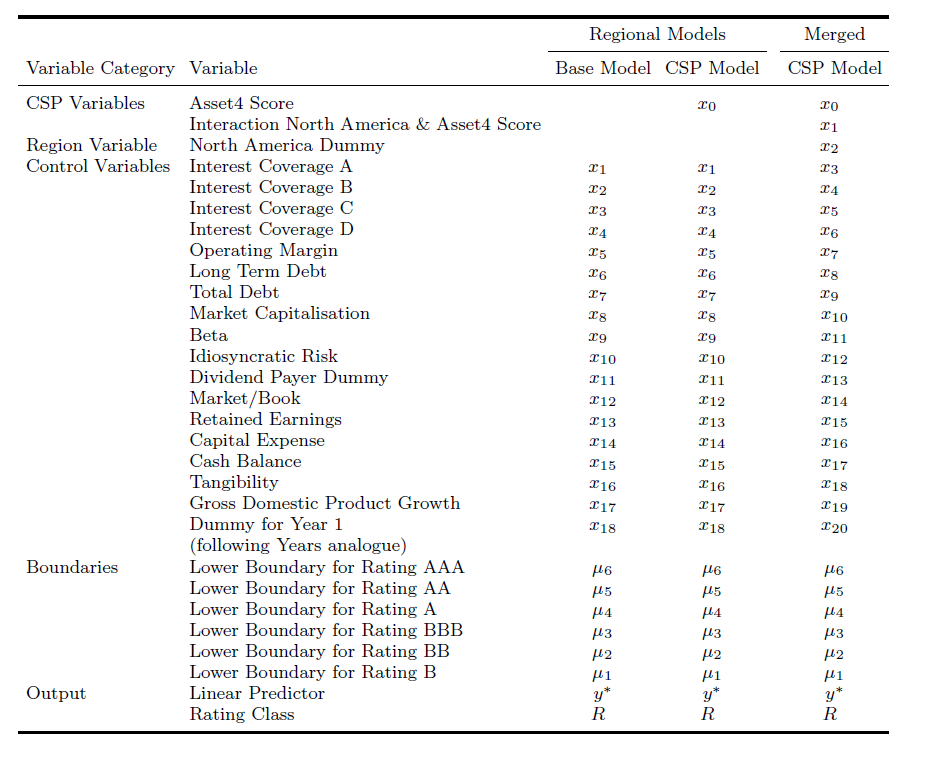 Regional Models Merged
Variable Category Variable Base Model CSP Model CSP Model
CSP Variables Asset4 Score x0 x0
Interaction North America & Asset4 Score x1
Region Variable North America Dummy x2
Control Variables Interest Coverage A x1 x1 x3
Interest Coverage B x2 x2 x4
Interest Coverage C x3 x3 x5
Interest Coverage D x4 x4 x6
Operating Margin x5 x5 x7
Long Term Debt x6 x6 x8
Total Debt x7 x7 x9
Market Capitalisation x8 x8 x10
Beta x9 x9 x11
Idiosyncratic Risk x10 x10 x12
Dividend Payer Dummy x11 x11 x13
Market/Book x12 x12 x14
Retained Earnings x13 x13 x15
Capital Expense x14 x14 x16
Cash Balance x15 x15 x17
Tangibility x16 x16 x18
Gross Domestic Product Growth x17 x17 x19
Dummy for Year 1 x18 x18 x20
(following Years analogue)
Boundaries Lower Boundary for Rating AAA μ6 μ6 μ6
Lower Boundary for Rating AA μ5 μ5 μ5
Lower Boundary for Rating A μ4 μ4 μ4
Lower Boundary for Rating BBB μ3 μ3 μ3
Lower Boundary for Rating BB μ2 μ2 μ2
Lower Boundary for Rating B μ1 μ1 μ1
Output Linear Predictor y* y* y*
Rating Class R R R